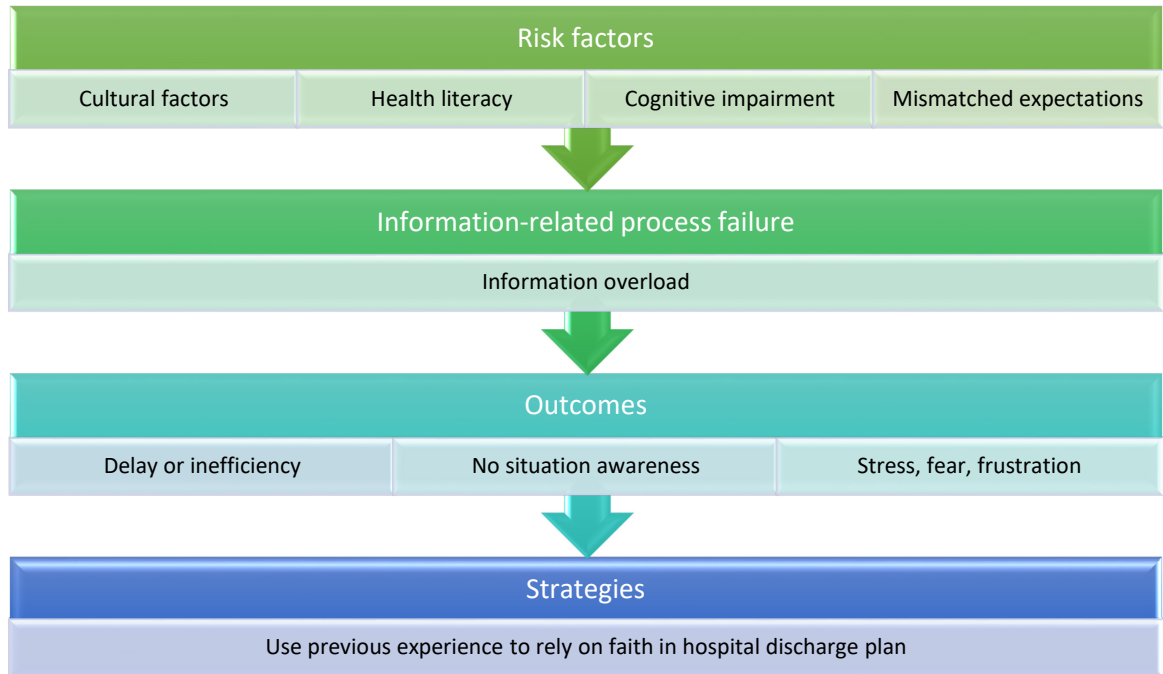 Risk factors
Cultural factors
Health literacy
Cognitive impairment
Mismatched expectations
Information-related process failure
Information overload
Outcomes
Delay or inefficiency
No situation awareness
Stress, fear, frustration
Strategies
Use previous experience to rely on faith in hospital discharge plan